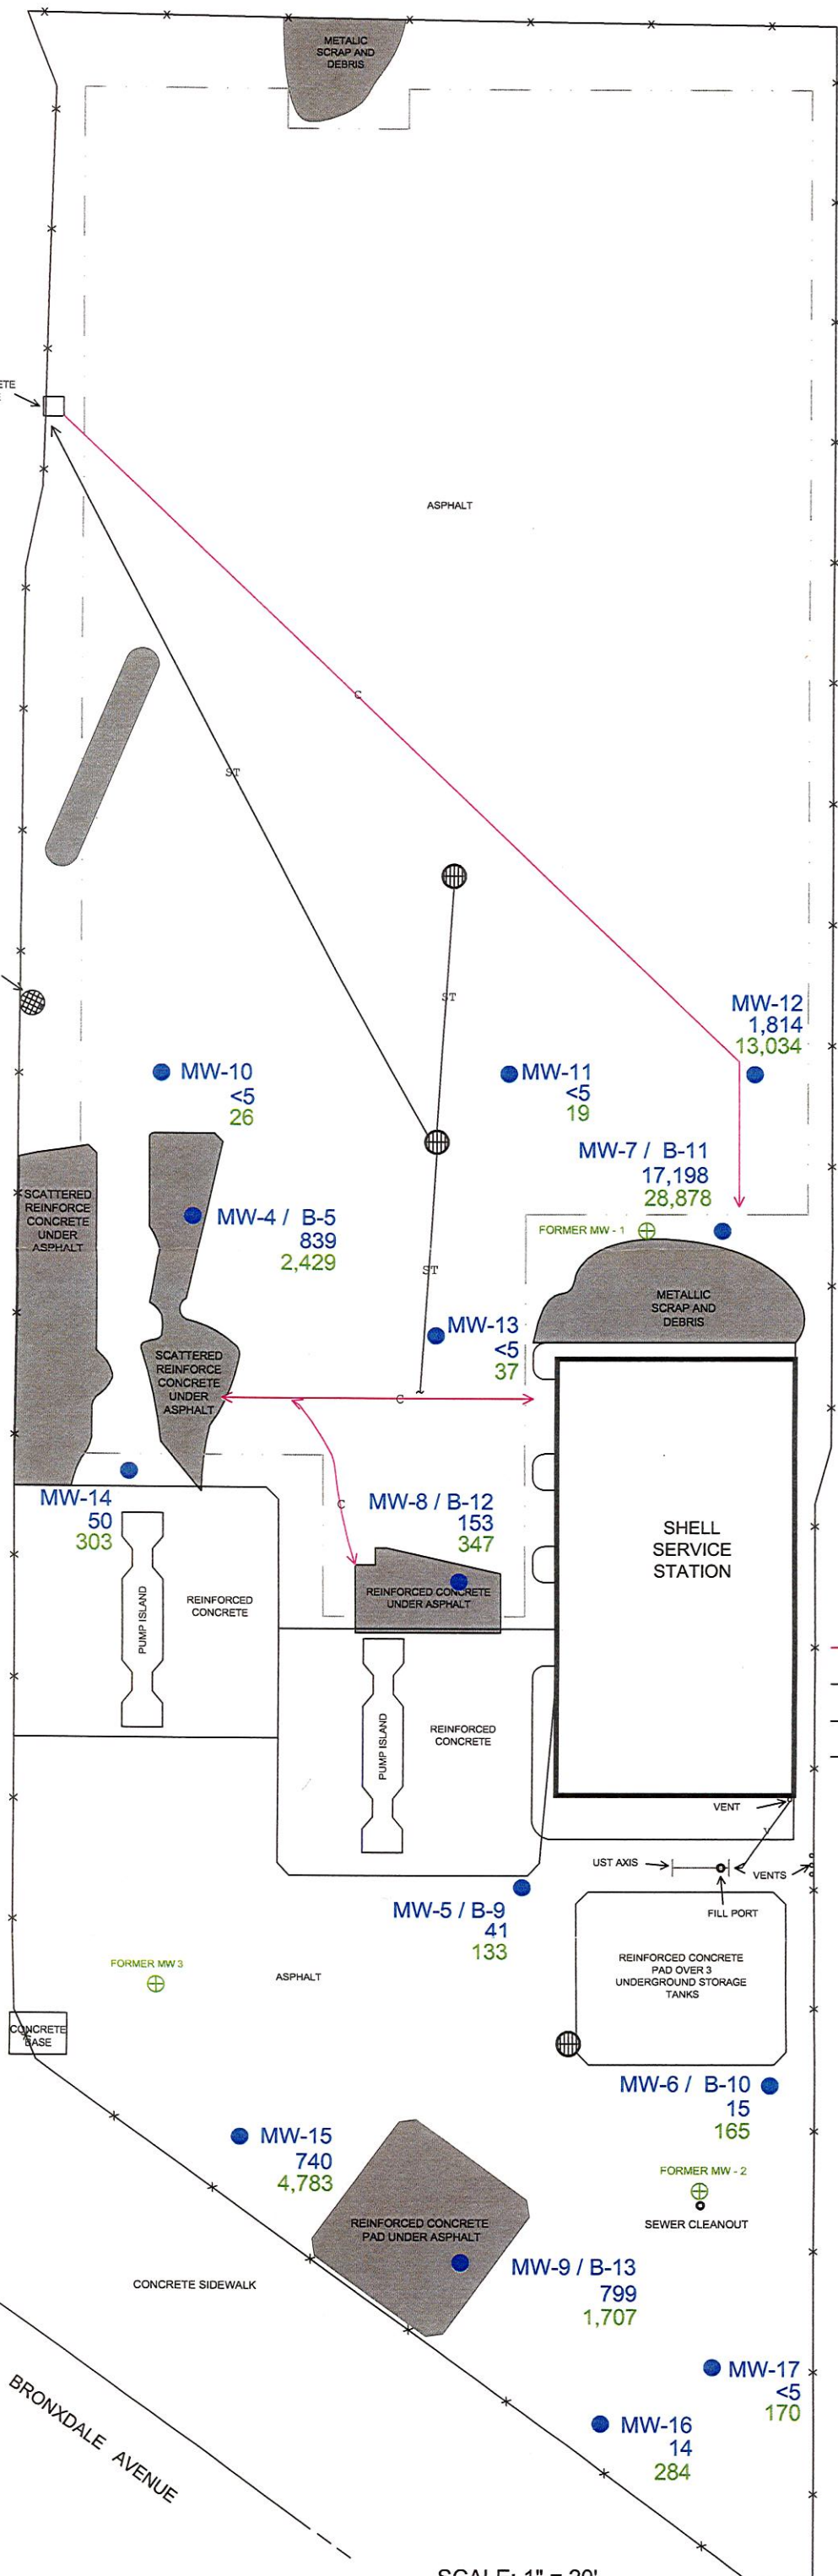 METALIC
SCRAP AND
DEBRIS
ASPHALT
C
ST
ST
MW-12
1,814
13,034
MW-10
<5
26
MW-11
<5
19
MW-7 / B-11
17,198
28,878
FORMER MW - 1
SCATTERED
REINFORCE
CONCRETE
UNDER
ASPHALT
MW-4 / B-5
839
2,429
ST
METALLIC
SCRAP AND
DEBRIS
MW-13
<5
37
SCATTERED
REINFORCE
CONCRETE
UNDER
ASPHALT
C
MW-14
50
303
C
MW-8 / B-12
153
347
SHELL
SERVICE
STATION
REINFORCED CONCRETE
UNDER ASPHALT
PUMP ISLAND
REINFORCED
CONCRETE
PUMP ISLAND
REINFORCED
CONCRETE
VENT
V
UST AXIS
VENTS
FILL PORT
MW-5 / B-9
41
133
FORMER MW 3
ASPHALT
REINFORCED CONCRETE
PAD OVER 3
UNDERGROUND STORAGE
TANKS
CONCRETE
BASE
MW-6 / B-10
15
165
MW-15
740
4,783
FORMER MW - 2
SEWER CLEANOUT
REINFORCED CONCRETE
PAD UNDER ASPHALT
MW-9 / B-13
799
1,707
CONCRETE SIDEWALK
MW-17
<5
170
MW-16
14
284
BRONXDALE AVENUE
SCALE: 1" = 20'